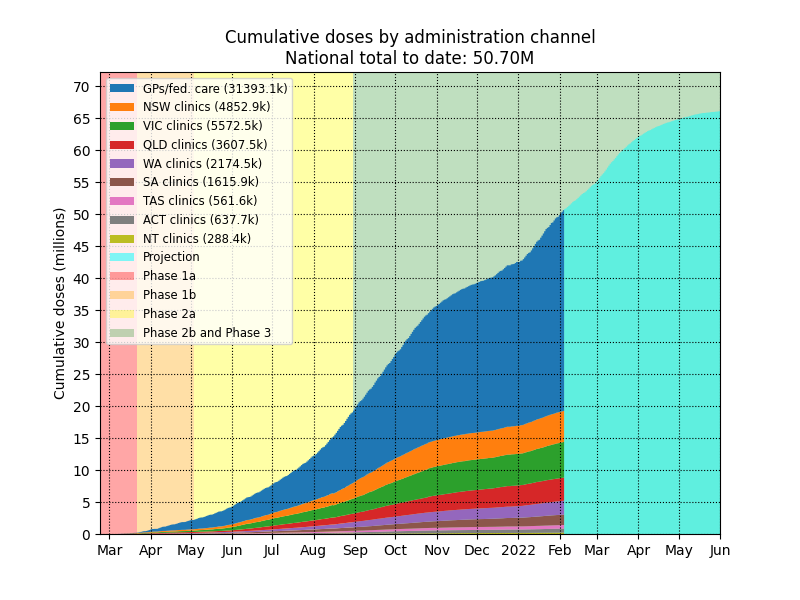 Cumulative doses by administration channel
National total to date: 50.70M
Cumulative doses (millions)
70
65
60
55
50
45
40
35
30
25
20
15
10
5
0
GPs/fed. care (31393.1k)
NSW clinics (4852.9k)
VIC clinics (5572.5k)
QLD clinics (3607.5k)
WA clinics (2174.5k)
SA clinics (1615.9k)
TAS clinics (561.6k)
ACT clinics (637.7k)
NT clinics (288.4k)
Projection
Phase 1a
Phase 1b
Phase 2a
Phase 2b and Phase 3
Mar Apr May Jun Jul Aug Sep Oct Nov Dec 2022 Feb Mar Apr May Jun